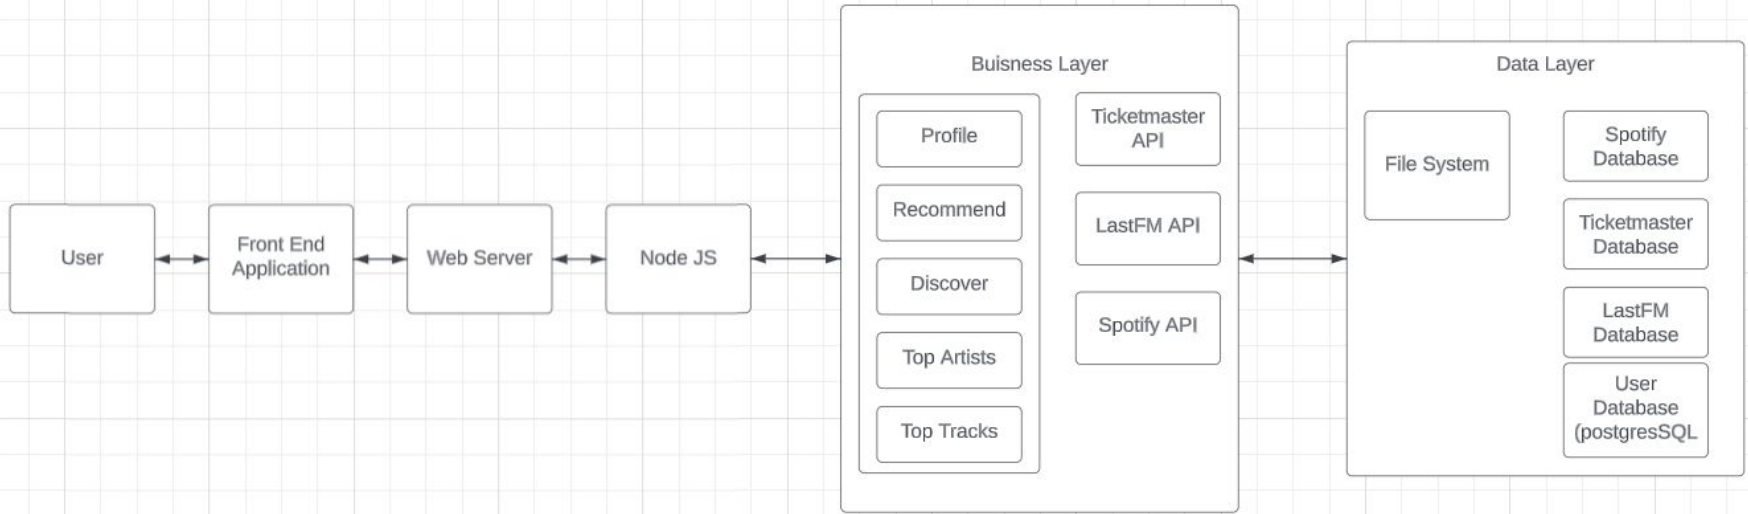 User
Front End
Application
Web Server
Node JS
Buisness Layer
Profile
Recommend
Discover
Top Artists
Top Tracks
Ticketmaster
API
LastFM API
Spotify API
Data Layer
File System
Spotify
Database
Ticketmaster
Database
LastFM
Database
User
Database
(postgresSQL